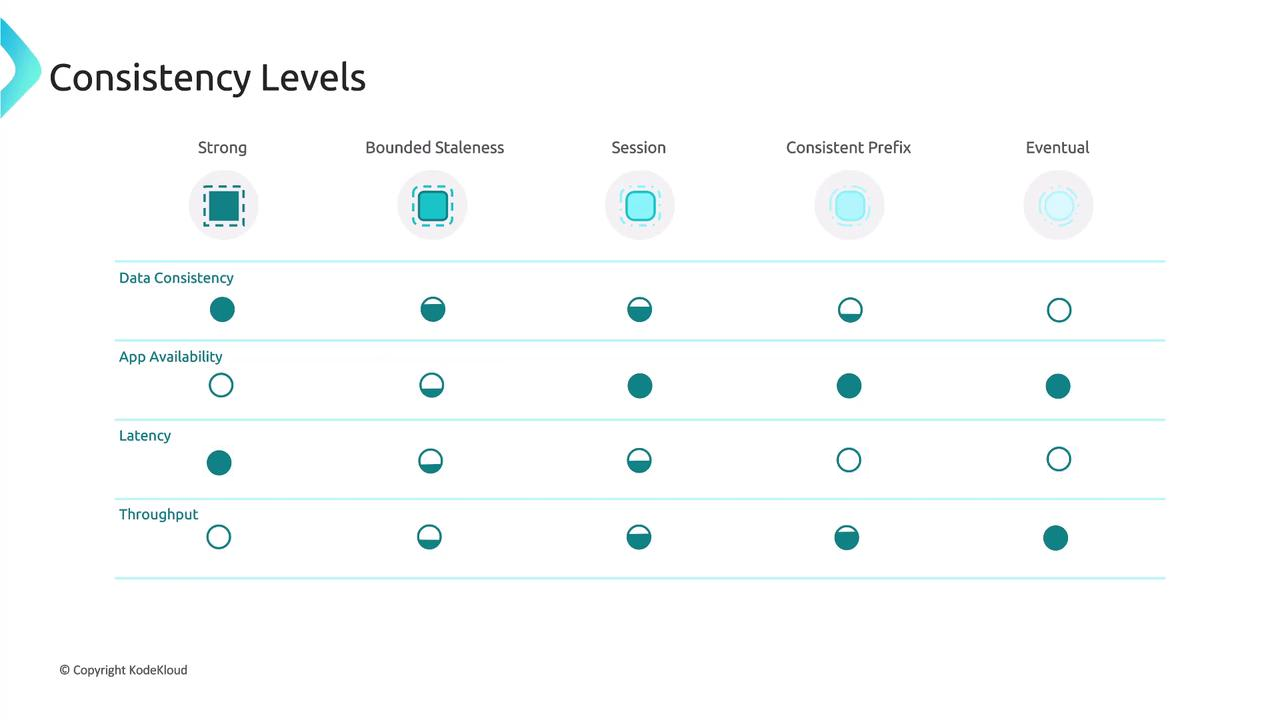 Consistency Levels
Strong
Bounded Staleness
Session
Consistent Prefix
Eventual
Data Consistency
App Availability
Latency
Throughput
© Copyright KodeKloud